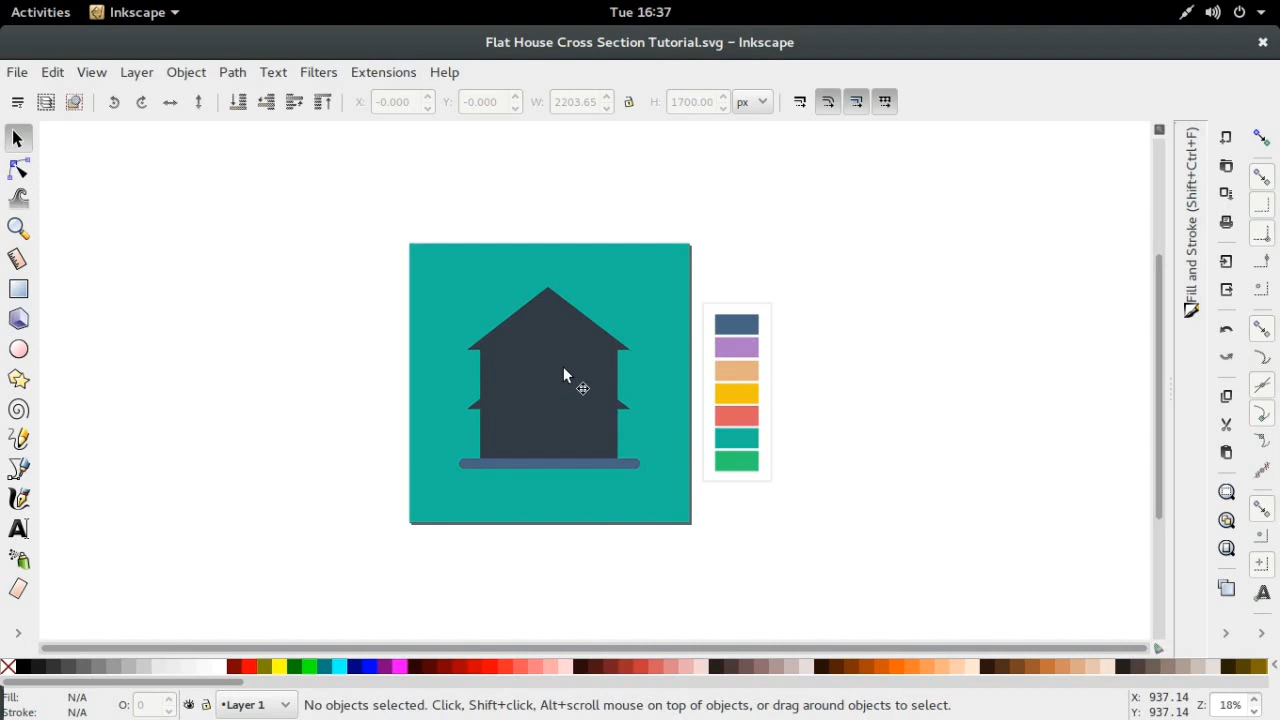 Activities Inkscape Tue 16:37
Flat House Cross Section Tutorial.svg – Inkscape
File Edit View Layer Object Path Text Filters Extensions Help
X: -0.000 Y: -0.000 W: 2203.65 H: 1700.00 px
Fill and Stroke (Shift+Ctrl+F)
Fill: N/A
Stroke: N/A
O: 0
•Layer 1
No objects selected. Click, Shift+click, Alt+scroll mouse on top of objects, or drag around objects to select.
X: 937.14
Y: 937.14
Z: 18%